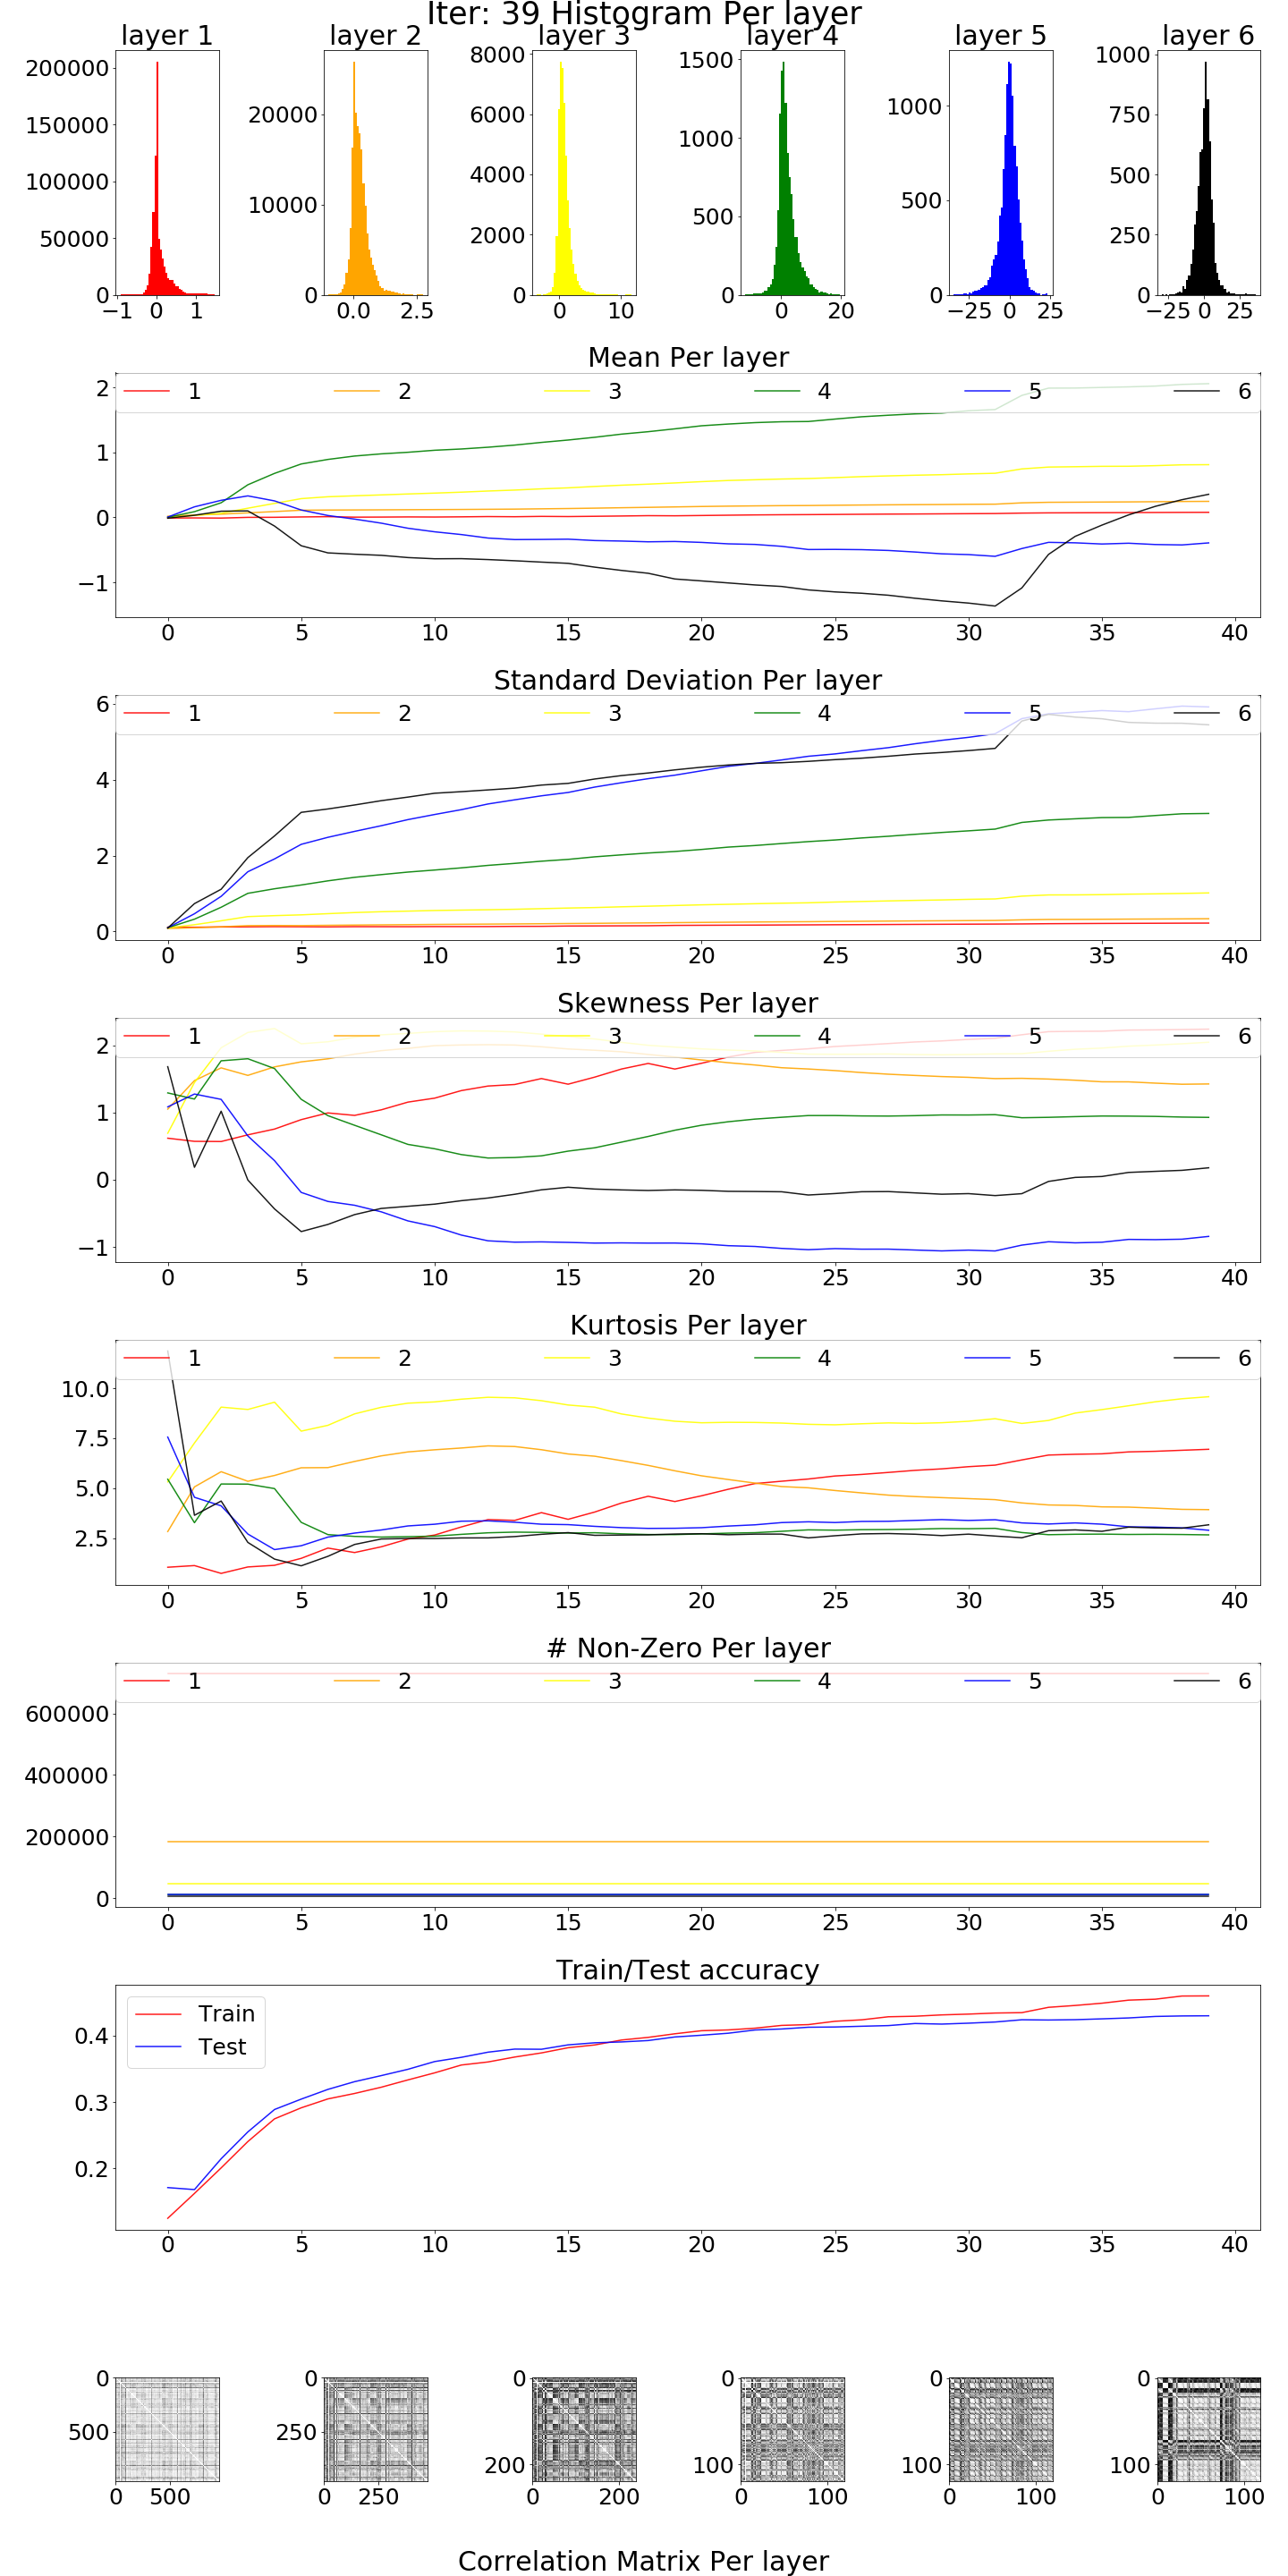 Iter: 39 Histogram Per layer
layer 1 layer 2 layer 3 layer 4 layer 5 layer 6
200000 150000 100000 50000 0
−1 0 1
20000 10000 0
0.0 2.5
8000 6000 4000 2000 0
0 10
1500 1000 500 0
0 20
1000 500 0
−25 0 25
1000 750 500 250 0
−25 0 25
Mean Per layer
1 2 3 4 5 6
2 1 0 −1
0 5 10 15 20 25 30 35 40
Standard Deviation Per layer
1 2 3 4 5 6
6 4 2 0
0 5 10 15 20 25 30 35 40
Skewness Per layer
1 2 3 4 5 6
2 1 0 −1
0 5 10 15 20 25 30 35 40
Kurtosis Per layer
1 2 3 4 5 6
10.0 7.5 5.0 2.5
0 5 10 15 20 25 30 35 40
# Non-Zero Per layer
1 2 3 4 5 6
600000 400000 200000 0
0 5 10 15 20 25 30 35 40
Train/Test accuracy
Train
Test
0.4 0.3 0.2
0 5 10 15 20 25 30 35 40
0 500
0 500
0 250
0 250
0 200
0 200
0 100
0 100
0 100
0 100
0 100
0 100
Correlation Matrix Per layer